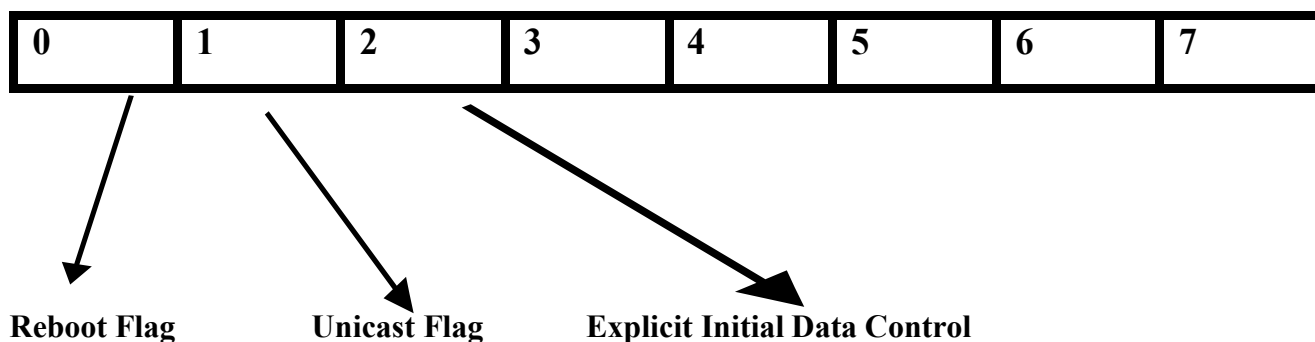 0 1 2 3 4 5 6 7
Reboot Flag Unicast Flag Explicit Initial Data Control